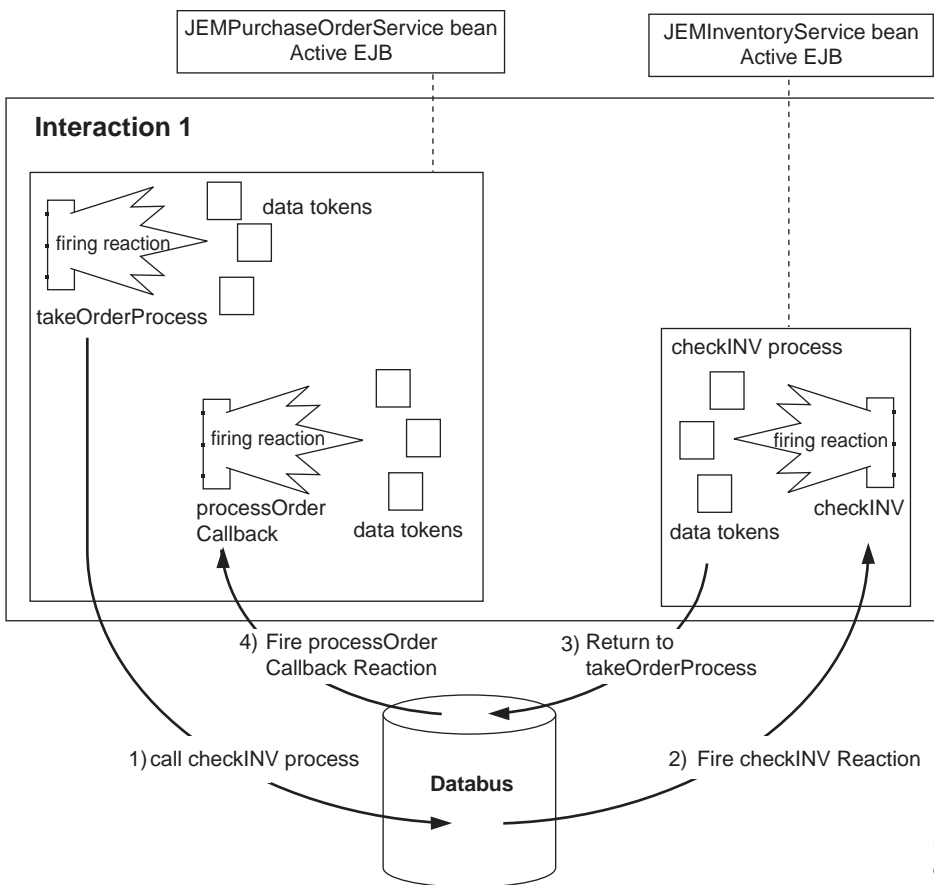 JEMPurchaseOrderService bean
Active EJB
JEMInventoryService bean
Active EJB
Interaction 1
data tokens
firing reaction
takeOrderProcess
checkINV process
firing reaction
firing reaction
processOrder
Callback
data tokens
data tokens
checkINV
4) Fire processOrder
Callback Reaction
3) Return to
takeOrderProcess
1) call checkINV process
2) Fire checkINV Reaction
Databus